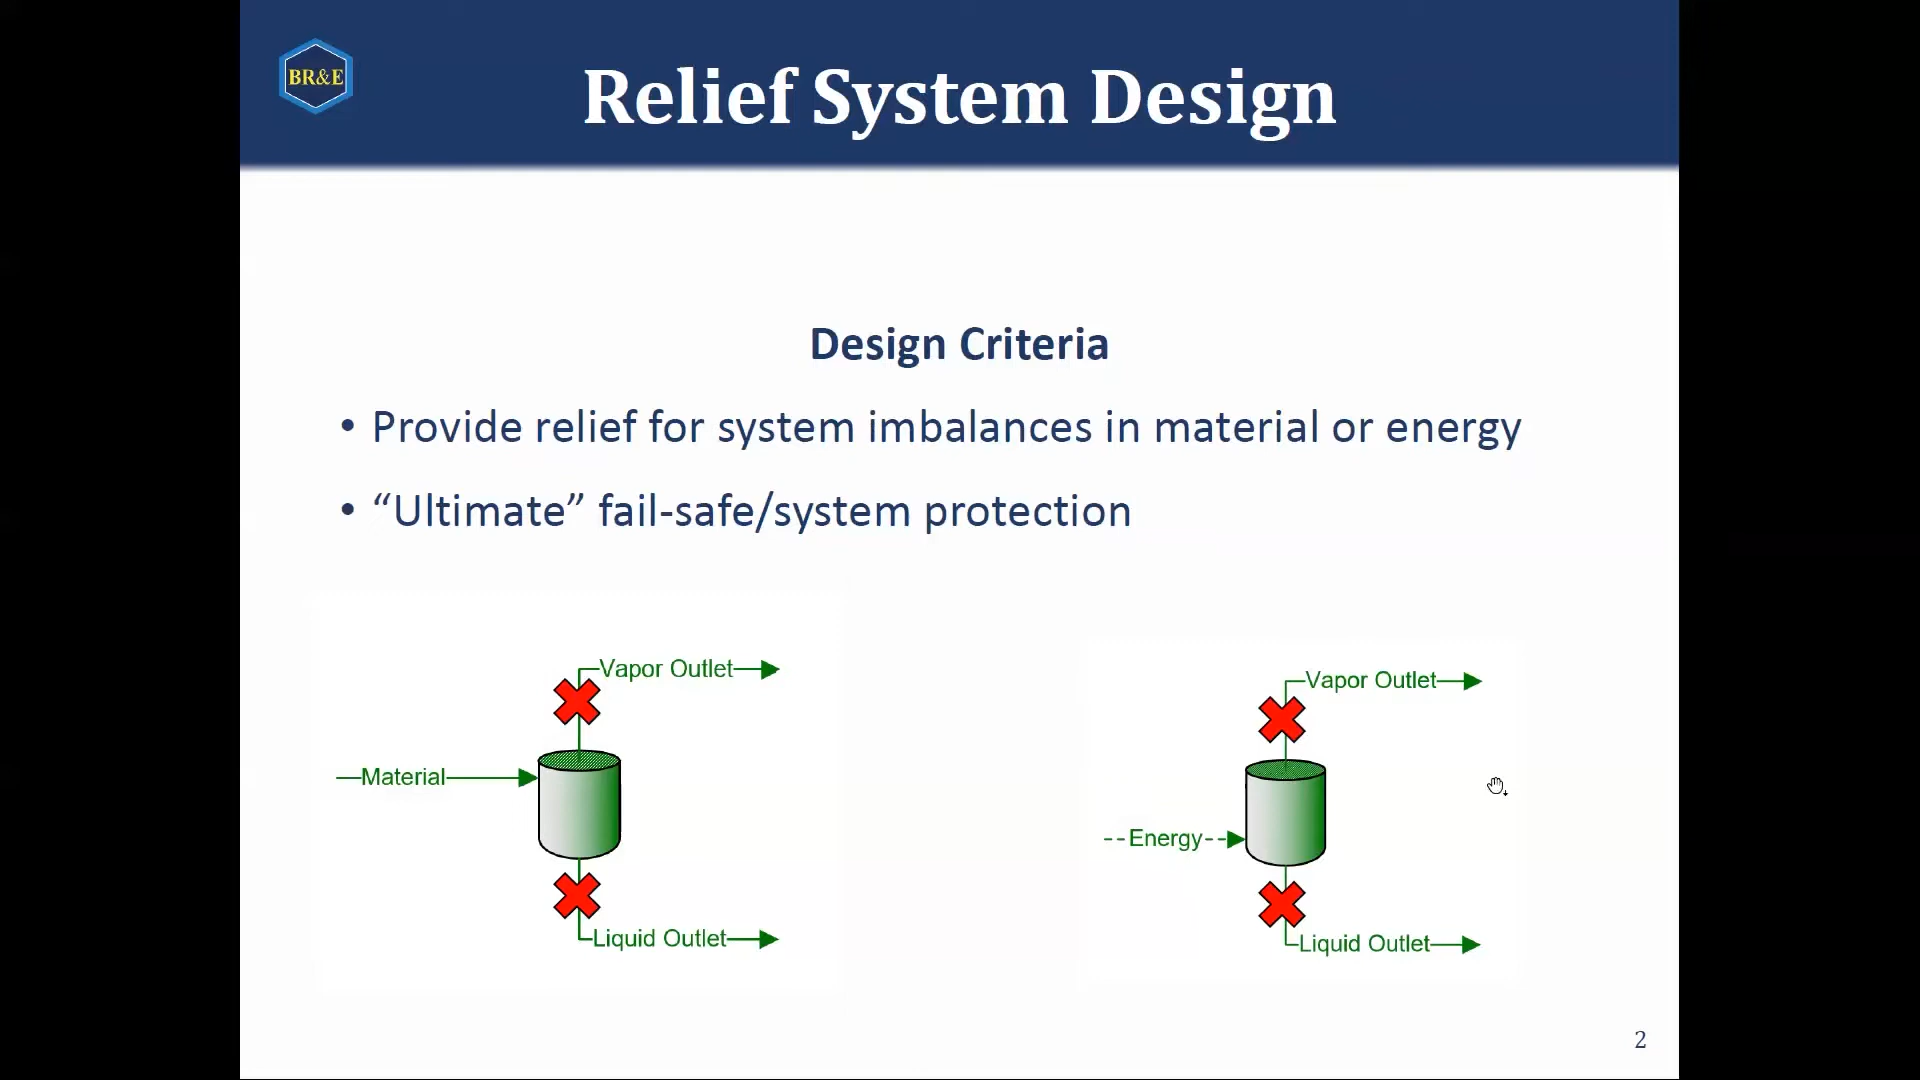 BR&E
Relief System Design
Design Criteria
• Provide relief for system imbalances in material or energy
• “Ultimate” fail-safe/system protection
Vapor Outlet
Material
Liquid Outlet
Vapor Outlet
Energy
Liquid Outlet
2